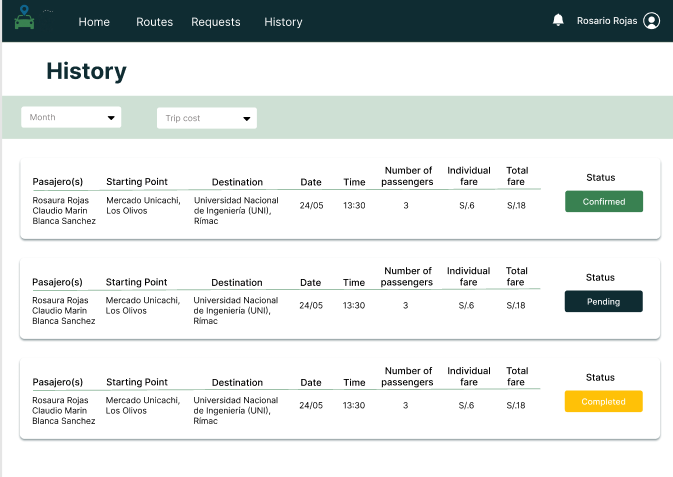 Home Routes Requests History Rosario Rojas
History
Month Trip cost
Pasajero(s) Starting Point Destination Date Time Number of passengers Individual fare Total fare Status
Rosaura Rojas Mercado Unicachi, Universidad Nacional 24/05 13:30 3 S/.6 S/.18 Confirmed
Claudio Marin Los Olivos de Ingeniería (UNI),
Blanca Sanchez Rímac
Pasajero(s) Starting Point Destination Date Time Number of passengers Individual fare Total fare Status
Rosaura Rojas Mercado Unicachi, Universidad Nacional 24/05 13:30 3 S/.6 S/.18 Pending
Claudio Marin Los Olivos de Ingeniería (UNI),
Blanca Sanchez Rímac
Pasajero(s) Starting Point Destination Date Time Number of passengers Individual fare Total fare Status
Rosaura Rojas Mercado Unicachi, Universidad Nacional 24/05 13:30 3 S/.6 S/.18 Completed
Claudio Marin Los Olivos de Ingeniería (UNI),
Blanca Sanchez Rímac